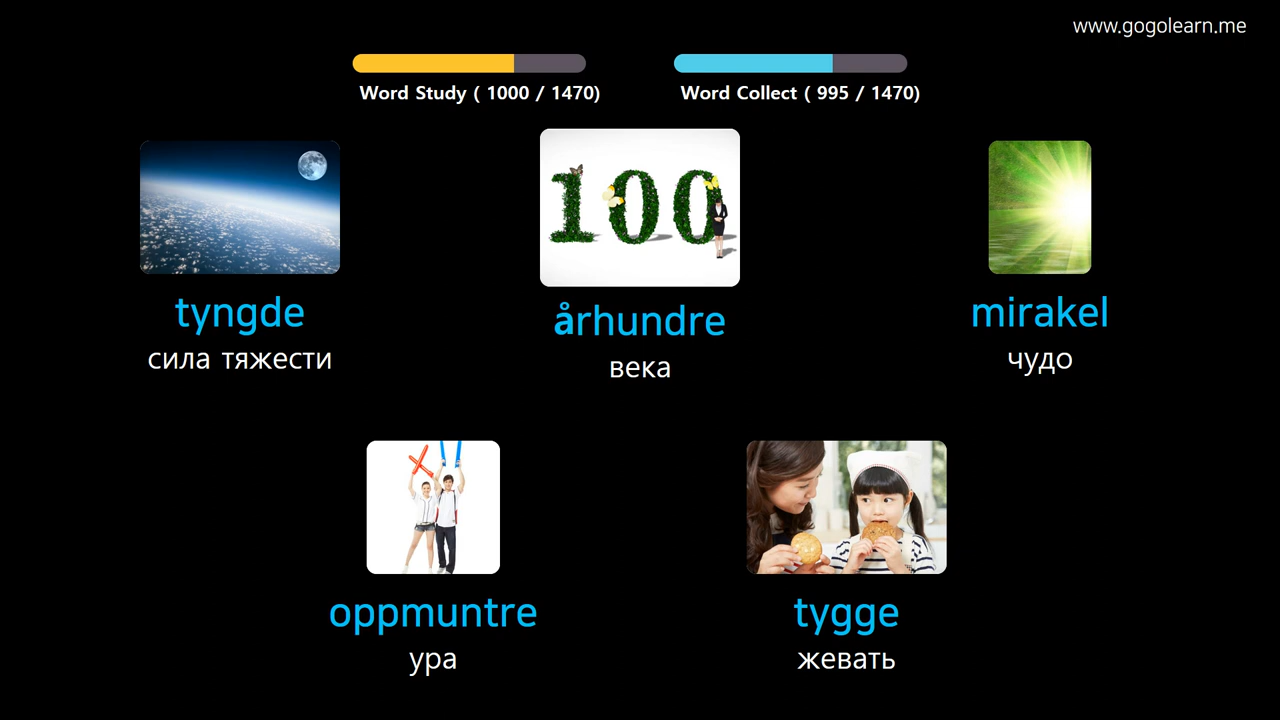 www.gogolearn.me
Word Study ( 1000 / 1470)
Word Collect ( 995 / 1470)
100
tyngde
сила тяжести
århundre
века
mirakel
чудо
oppmuntre
ура
tygge
жевать